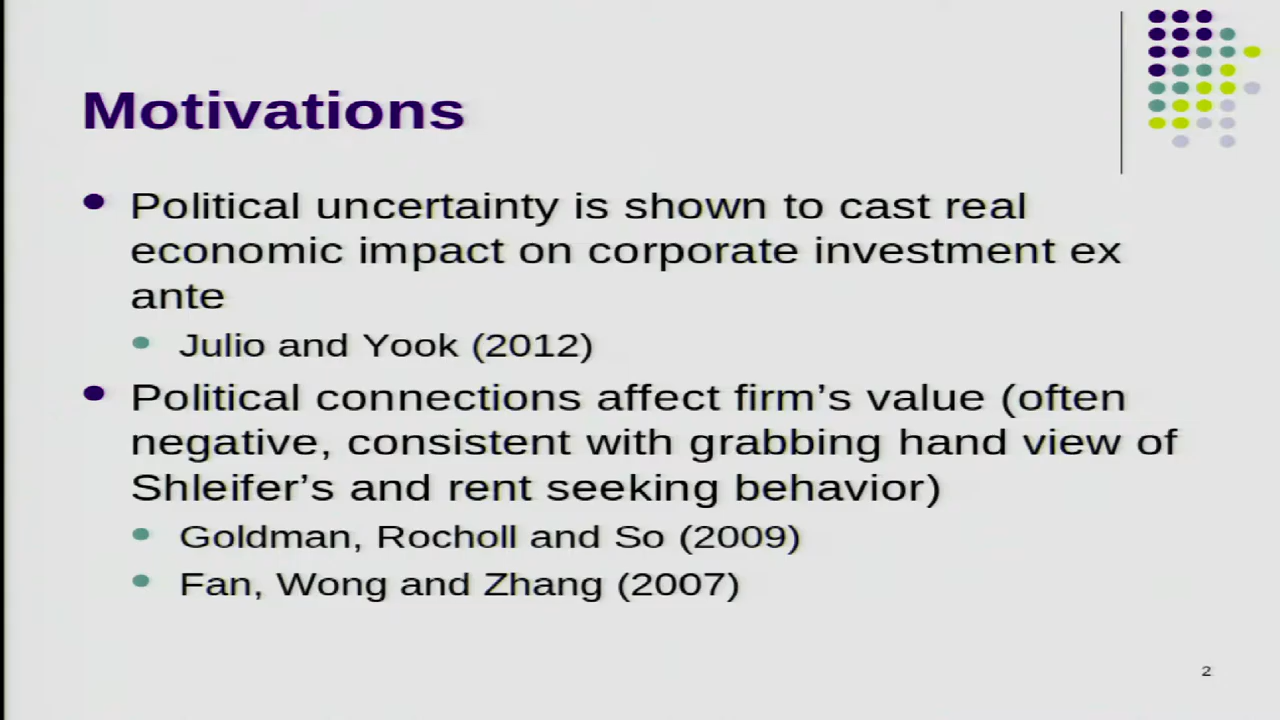 Motivations
Political uncertainty is shown to cast real
economic impact on corporate investment ex
ante
Julio and Yook (2012)
Political connections affect firm’s value (often
negative, consistent with grabbing hand view of
Shleifer’s and rent seeking behavior)
Goldman, Rocholl and So (2009)
Fan, Wong and Zhang (2007)
2